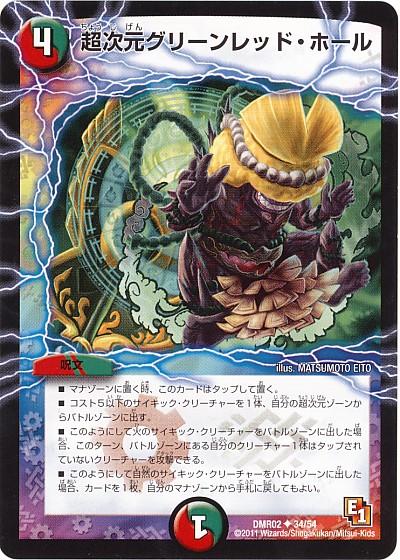 4
ちょうじげん
超次元グリーンレッド・ホール
呪文
illus. MATSUMOTO EITO
■ マナゾーンに置く時、このカードはタップして置く。
■ コスト5以下のサイキック・クリーチャーを1体、自分の超次元ゾーンか
らバトルゾーンに出す。
■ このようにして火のサイキック・クリーチャーをバトルゾーンに出した場
合、このターン、バトルゾーンにある自分のクリーチャー1体はタップされ
ていないクリーチャーを攻撃できる。
■ このようにして自然のサイキック・クリーチャーをバトルゾーンに出した
場合、カードを1枚、自分のマナゾーンから手札に戻してもよい。
E1
1
DMR02 ◆ 34/54
©2011 Wizards/Shogakukan/Mitsui-Kids